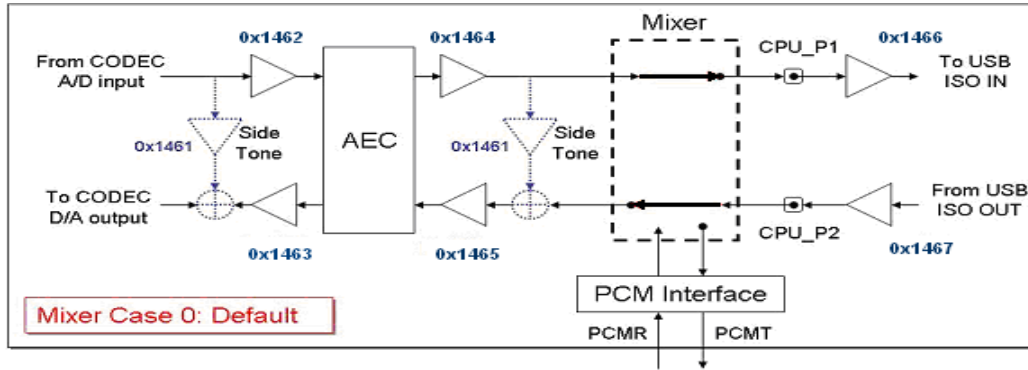 Mixer
0x1462
0x1464
CPU_P1
0x1466
From CODEC
A/D input
To USB
ISO IN
0x1461
Side
Tone
AEC
0x1461
Side
Tone
To CODEC
D/A output
From USB
ISO OUT
0x1463
0x1465
CPU_P2
0x1467
PCM Interface
Mixer Case 0: Default
PCMR
PCMT